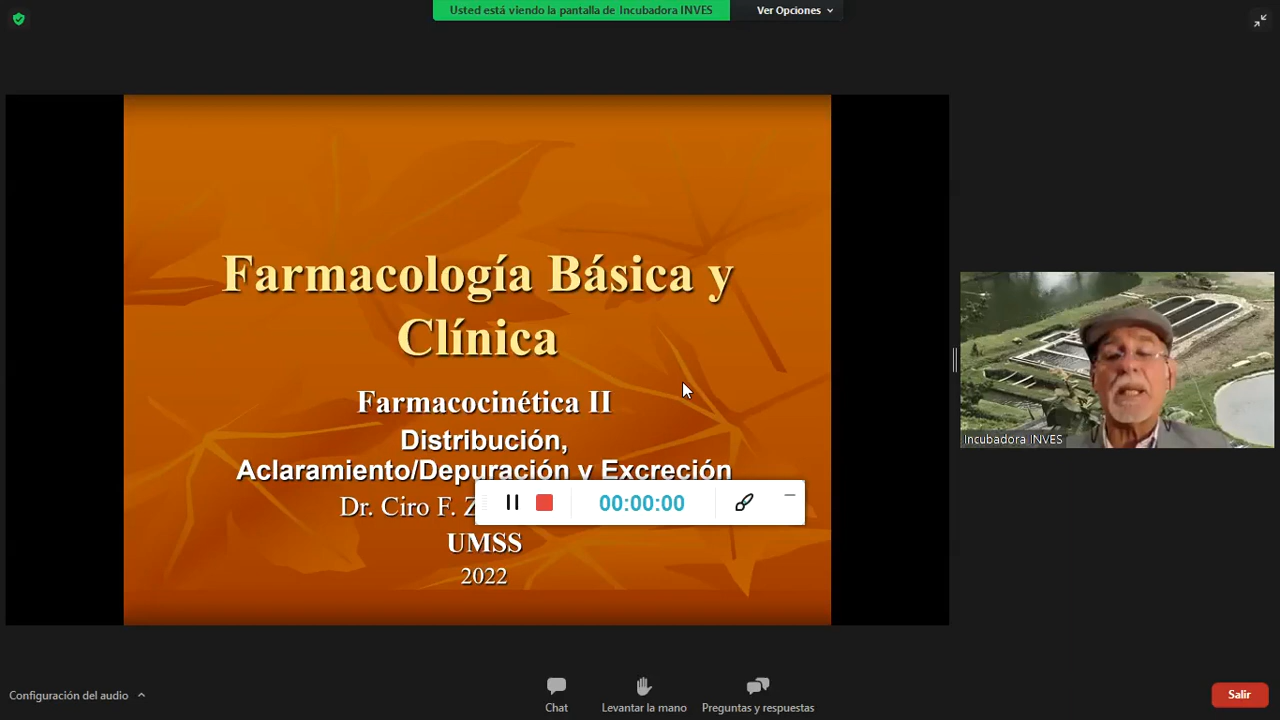 Usted está viendo la pantalla de Incubadora INVES
Ver Opciones
Farmacología Básica y
Clínica
Farmacocinética II
Distribución,
Aclaramiento/Depuración y Excreción
Dr. Ciro F.
00:00:00
UMSS
2022
Incubadora INVES
Configuración del audio
Chat
Levantar la mano
Preguntas y respuestas
Salir